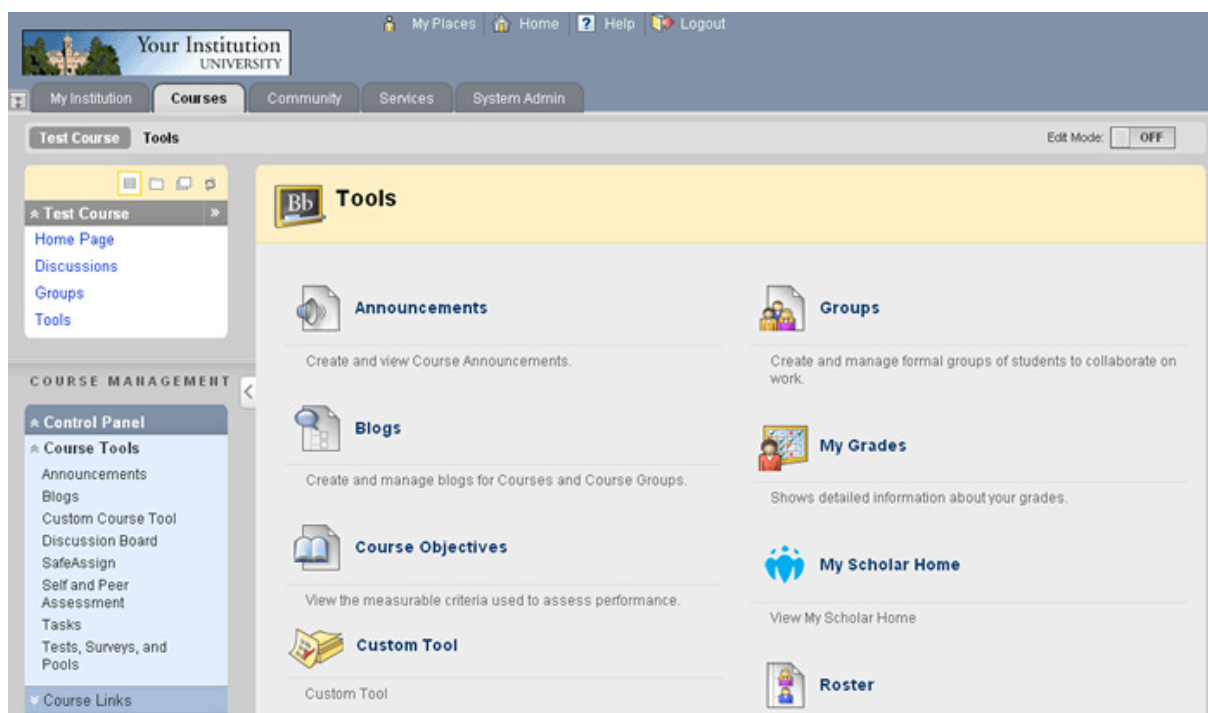 My Places Home Help Logout
Your Institution
UNIVERSITY
My Institution Courses Community Services System Admin
Test Course Tools Edit Mode: OFF
Test Course
Home Page
Discussions
Groups
Tools
COURSE MANAGEMENT
Control Panel
Course Tools
Announcements
Blogs
Custom Course Tool
Discussion Board
SafeAssign
Self and Peer
Assessment
Tasks
Tests, Surveys, and
Pools
Course Links
Bb Tools
Announcements
Create and view Course Announcements.
Blogs
Create and manage blogs for Courses and Course Groups.
Course Objectives
View the measurable criteria used to assess performance.
Custom Tool
Custom Tool
Groups
Create and manage formal groups of students to collaborate on
work.
My Grades
Shows detailed information about your grades.
My Scholar Home
View My Scholar Home
Roster